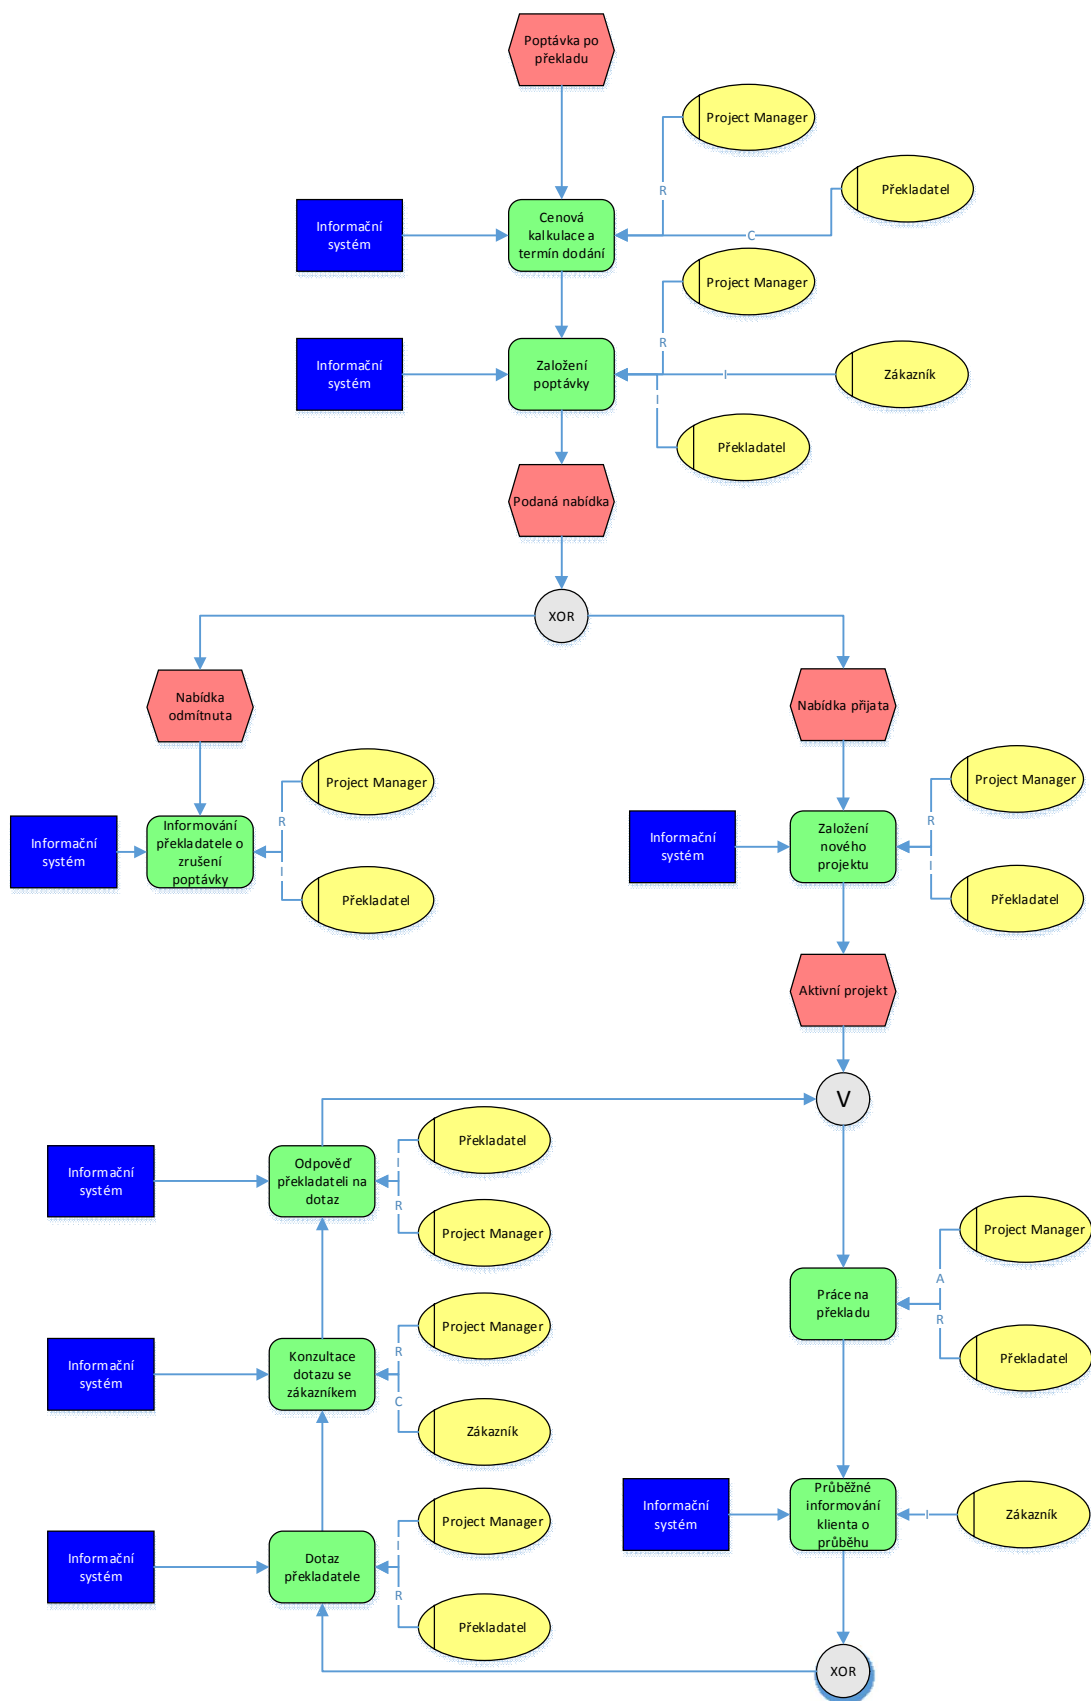 Poptávka po
překladu
Project Manager
R
Překladatel
Informační
systém
Cenová
kalkulace a
termín dodání
C
Project Manager
R
Informační
systém
Založení
poptávky
I
Zákazník
I
Překladatel
Podaná nabídka
XOR
Nabídka
odmítnuta
Nabídka přijata
Project Manager
R
Informační
systém
Informování
překladatele o
zrušení
poptávky
I
Překladatel
Project Manager
R
Informační
systém
Založení
nového
projektu
I
Překladatel
Aktivní projekt
V
Překladatel
I
Informační
systém
Odpověď
překladateli na
dotaz
R
Project Manager
Project Manager
A
Práce na
překladu
R
Překladatel
Project Manager
R
Informační
systém
Konzultace
dotazu se
zákazníkem
C
Zákazník
Informační
systém
Průběžné
informování
klienta o
průběhu
I
Zákazník
Project Manager
I
Informační
systém
Dotaz
překladatele
R
Překladatel
XOR